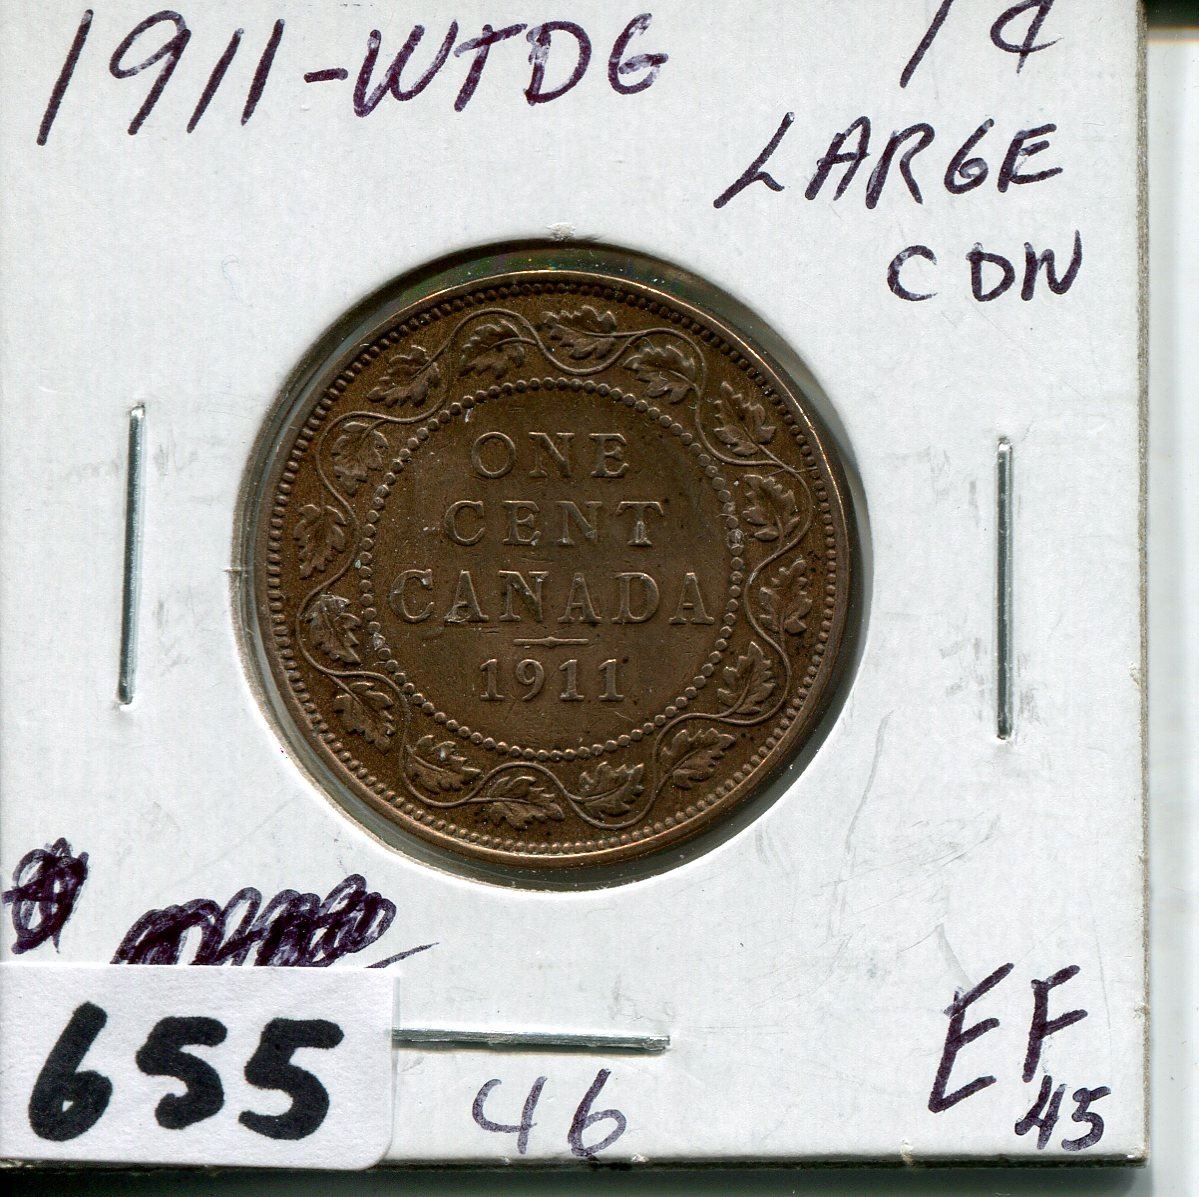 1911-WTDG 1¢
LARGE
CDN
ONE
CENT
CANADA
1911
655
46
EF
45